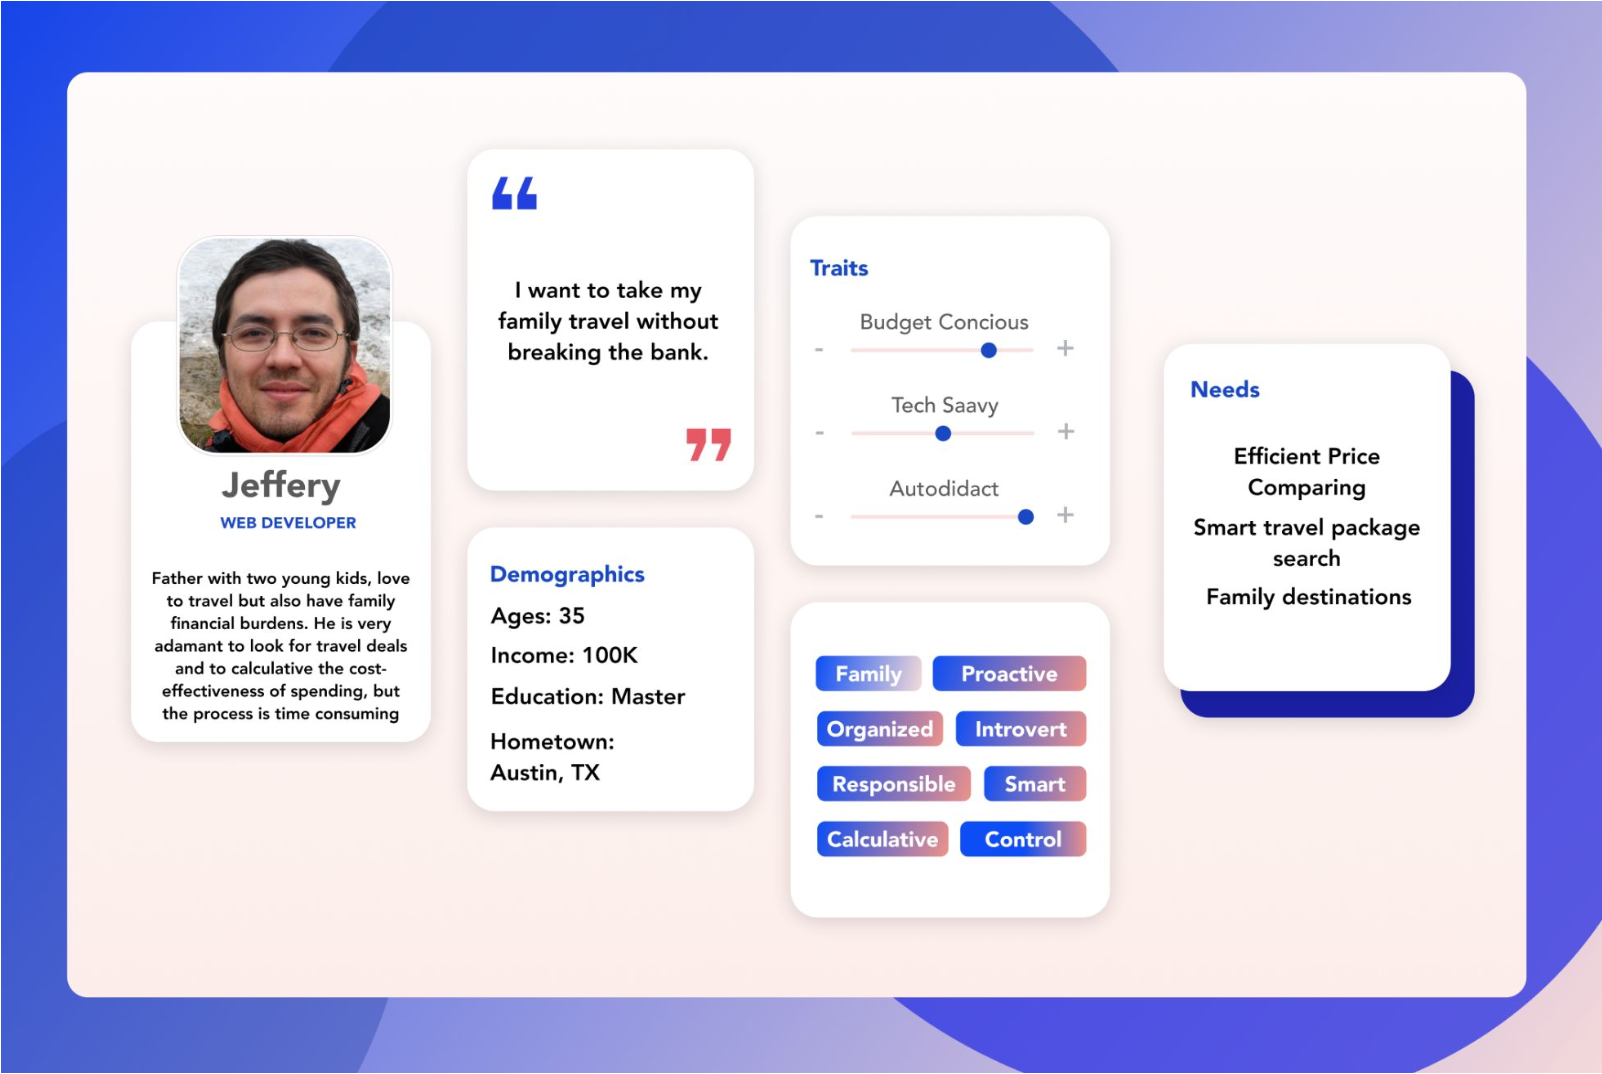 Jeffery
WEB DEVELOPER
Father with two young kids, love
to travel but also have family
financial burdens. He is very
adamant to look for travel deals
and to calculative the cost-
effectiveness of spending, but
the process is time consuming
“
I want to take my
family travel without
breaking the bank.
”
Demographics
Ages: 35
Income: 100K
Education: Master
Hometown:
Austin, TX
Traits
Budget Concious
- +
Tech Saavy
- +
Autodidact
- +
Family Proactive
Organized Introvert
Responsible Smart
Calculative Control
Needs
Efficient Price
Comparing
Smart travel package
search
Family destinations